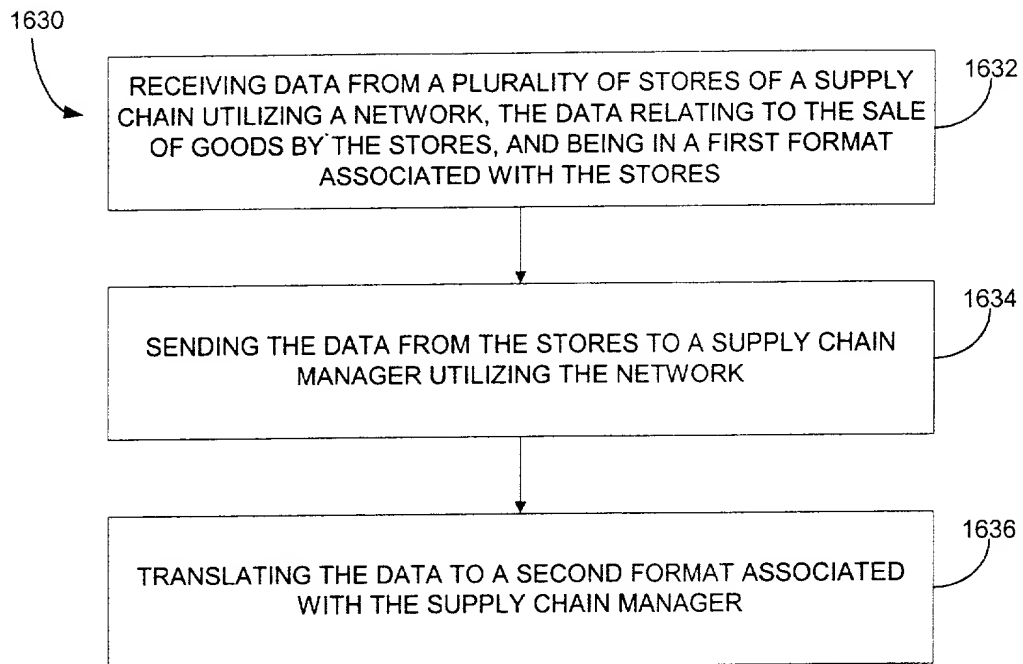 1630
1632
RECEIVING DATA FROM A PLURALITY OF STORES OF A SUPPLY
CHAIN UTILIZING A NETWORK, THE DATA RELATING TO THE SALE
OF GOODS BY THE STORES, AND BEING IN A FIRST FORMAT
ASSOCIATED WITH THE STORES
1634
SENDING THE DATA FROM THE STORES TO A SUPPLY CHAIN
MANAGER UTILIZING THE NETWORK
1636
TRANSLATING THE DATA TO A SECOND FORMAT ASSOCIATED
WITH THE SUPPLY CHAIN MANAGER